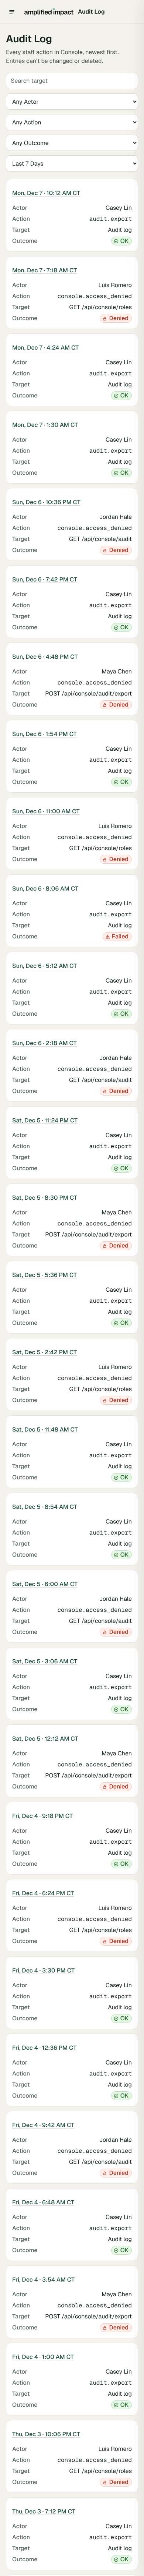 amplified impact Audit Log
Audit Log
Every staff action in Console, newest first.
Entries can't be changed or deleted.
Search target
Any Actor
Any Action
Any Outcome
Last 7 Days
Mon, Dec 7 · 10:12 AM CT
Actor Casey Lin
Action audit.export
Target Audit log
Outcome OK
Mon, Dec 7 · 7:18 AM CT
Actor Luis Romero
Action console.access_denied
Target GET /api/console/roles
Outcome Denied
Mon, Dec 7 · 4:24 AM CT
Actor Casey Lin
Action audit.export
Target Audit log
Outcome OK
Mon, Dec 7 · 1:30 AM CT
Actor Casey Lin
Action audit.export
Target Audit log
Outcome OK
Sun, Dec 6 · 10:36 PM CT
Actor Jordan Hale
Action console.access_denied
Target GET /api/console/audit
Outcome Denied
Sun, Dec 6 · 7:42 PM CT
Actor Casey Lin
Action audit.export
Target Audit log
Outcome OK
Sun, Dec 6 · 4:48 PM CT
Actor Maya Chen
Action console.access_denied
Target POST /api/console/audit/export
Outcome Denied
Sun, Dec 6 · 1:54 PM CT
Actor Casey Lin
Action audit.export
Target Audit log
Outcome OK
Sun, Dec 6 · 11:00 AM CT
Actor Luis Romero
Action console.access_denied
Target GET /api/console/roles
Outcome Denied
Sun, Dec 6 · 8:06 AM CT
Actor Casey Lin
Action audit.export
Target Audit log
Outcome Failed
Sun, Dec 6 · 5:12 AM CT
Actor Casey Lin
Action audit.export
Target Audit log
Outcome OK
Sun, Dec 6 · 2:18 AM CT
Actor Jordan Hale
Action console.access_denied
Target GET /api/console/audit
Outcome Denied
Sat, Dec 5 · 11:24 PM CT
Actor Casey Lin
Action audit.export
Target Audit log
Outcome OK
Sat, Dec 5 · 8:30 PM CT
Actor Maya Chen
Action console.access_denied
Target POST /api/console/audit/export
Outcome Denied
Sat, Dec 5 · 5:36 PM CT
Actor Casey Lin
Action audit.export
Target Audit log
Outcome OK
Sat, Dec 5 · 2:42 PM CT
Actor Luis Romero
Action console.access_denied
Target GET /api/console/roles
Outcome Denied
Sat, Dec 5 · 11:48 AM CT
Actor Casey Lin
Action audit.export
Target Audit log
Outcome OK
Sat, Dec 5 · 8:54 AM CT
Actor Casey Lin
Action audit.export
Target Audit log
Outcome OK
Sat, Dec 5 · 6:00 AM CT
Actor Jordan Hale
Action console.access_denied
Target GET /api/console/audit
Outcome Denied
Sat, Dec 5 · 3:06 AM CT
Actor Casey Lin
Action audit.export
Target Audit log
Outcome OK
Sat, Dec 5 · 12:12 AM CT
Actor Maya Chen
Action console.access_denied
Target POST /api/console/audit/export
Outcome Denied
Fri, Dec 4 · 9:18 PM CT
Actor Casey Lin
Action audit.export
Target Audit log
Outcome OK
Fri, Dec 4 · 6:24 PM CT
Actor Luis Romero
Action console.access_denied
Target GET /api/console/roles
Outcome Denied
Fri, Dec 4 · 3:30 PM CT
Actor Casey Lin
Action audit.export
Target Audit log
Outcome OK
Fri, Dec 4 · 12:36 PM CT
Actor Casey Lin
Action audit.export
Target Audit log
Outcome OK
Fri, Dec 4 · 9:42 AM CT
Actor Jordan Hale
Action console.access_denied
Target GET /api/console/audit
Outcome Denied
Fri, Dec 4 · 6:48 AM CT
Actor Casey Lin
Action audit.export
Target Audit log
Outcome OK
Fri, Dec 4 · 3:54 AM CT
Actor Maya Chen
Action console.access_denied
Target POST /api/console/audit/export
Outcome Denied
Fri, Dec 4 · 1:00 AM CT
Actor Casey Lin
Action audit.export
Target Audit log
Outcome OK
Thu, Dec 3 · 10:06 PM CT
Actor Luis Romero
Action console.access_denied
Target GET /api/console/roles
Outcome Denied
Thu, Dec 3 · 7:12 PM CT
Actor Casey Lin
Action audit.export
Target Audit log
Outcome OK